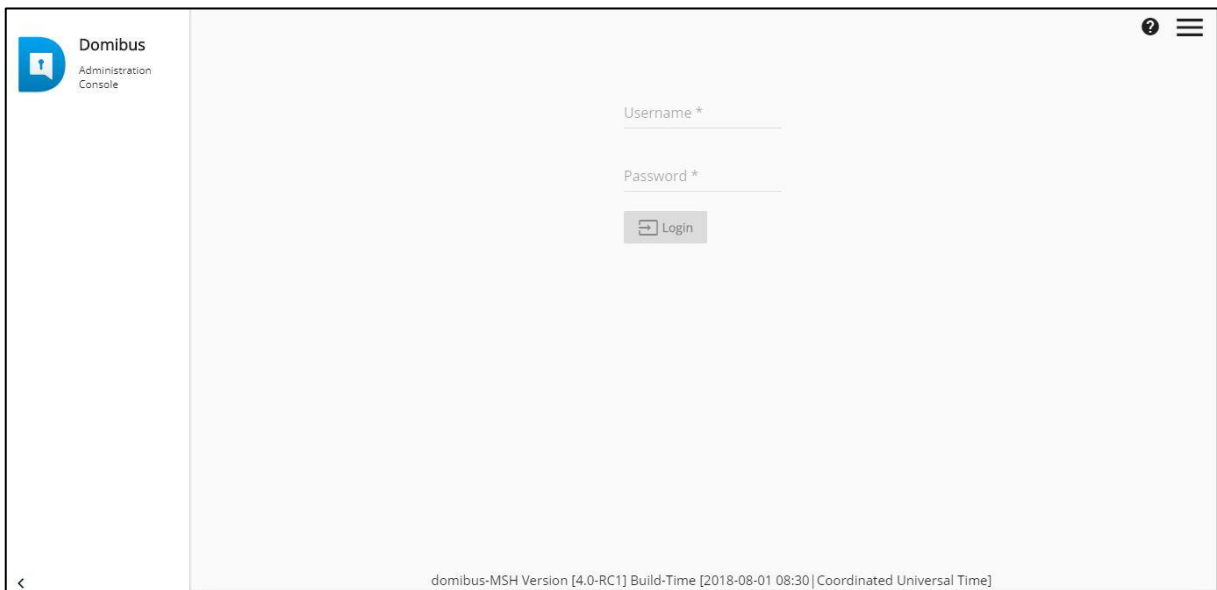 Domibus
Administration
Console
Username *
Password *
Login
domibus-MSH Version [4.0-RC1] Build-Time [2018-08-01 08:30|Coordinated Universal Time]